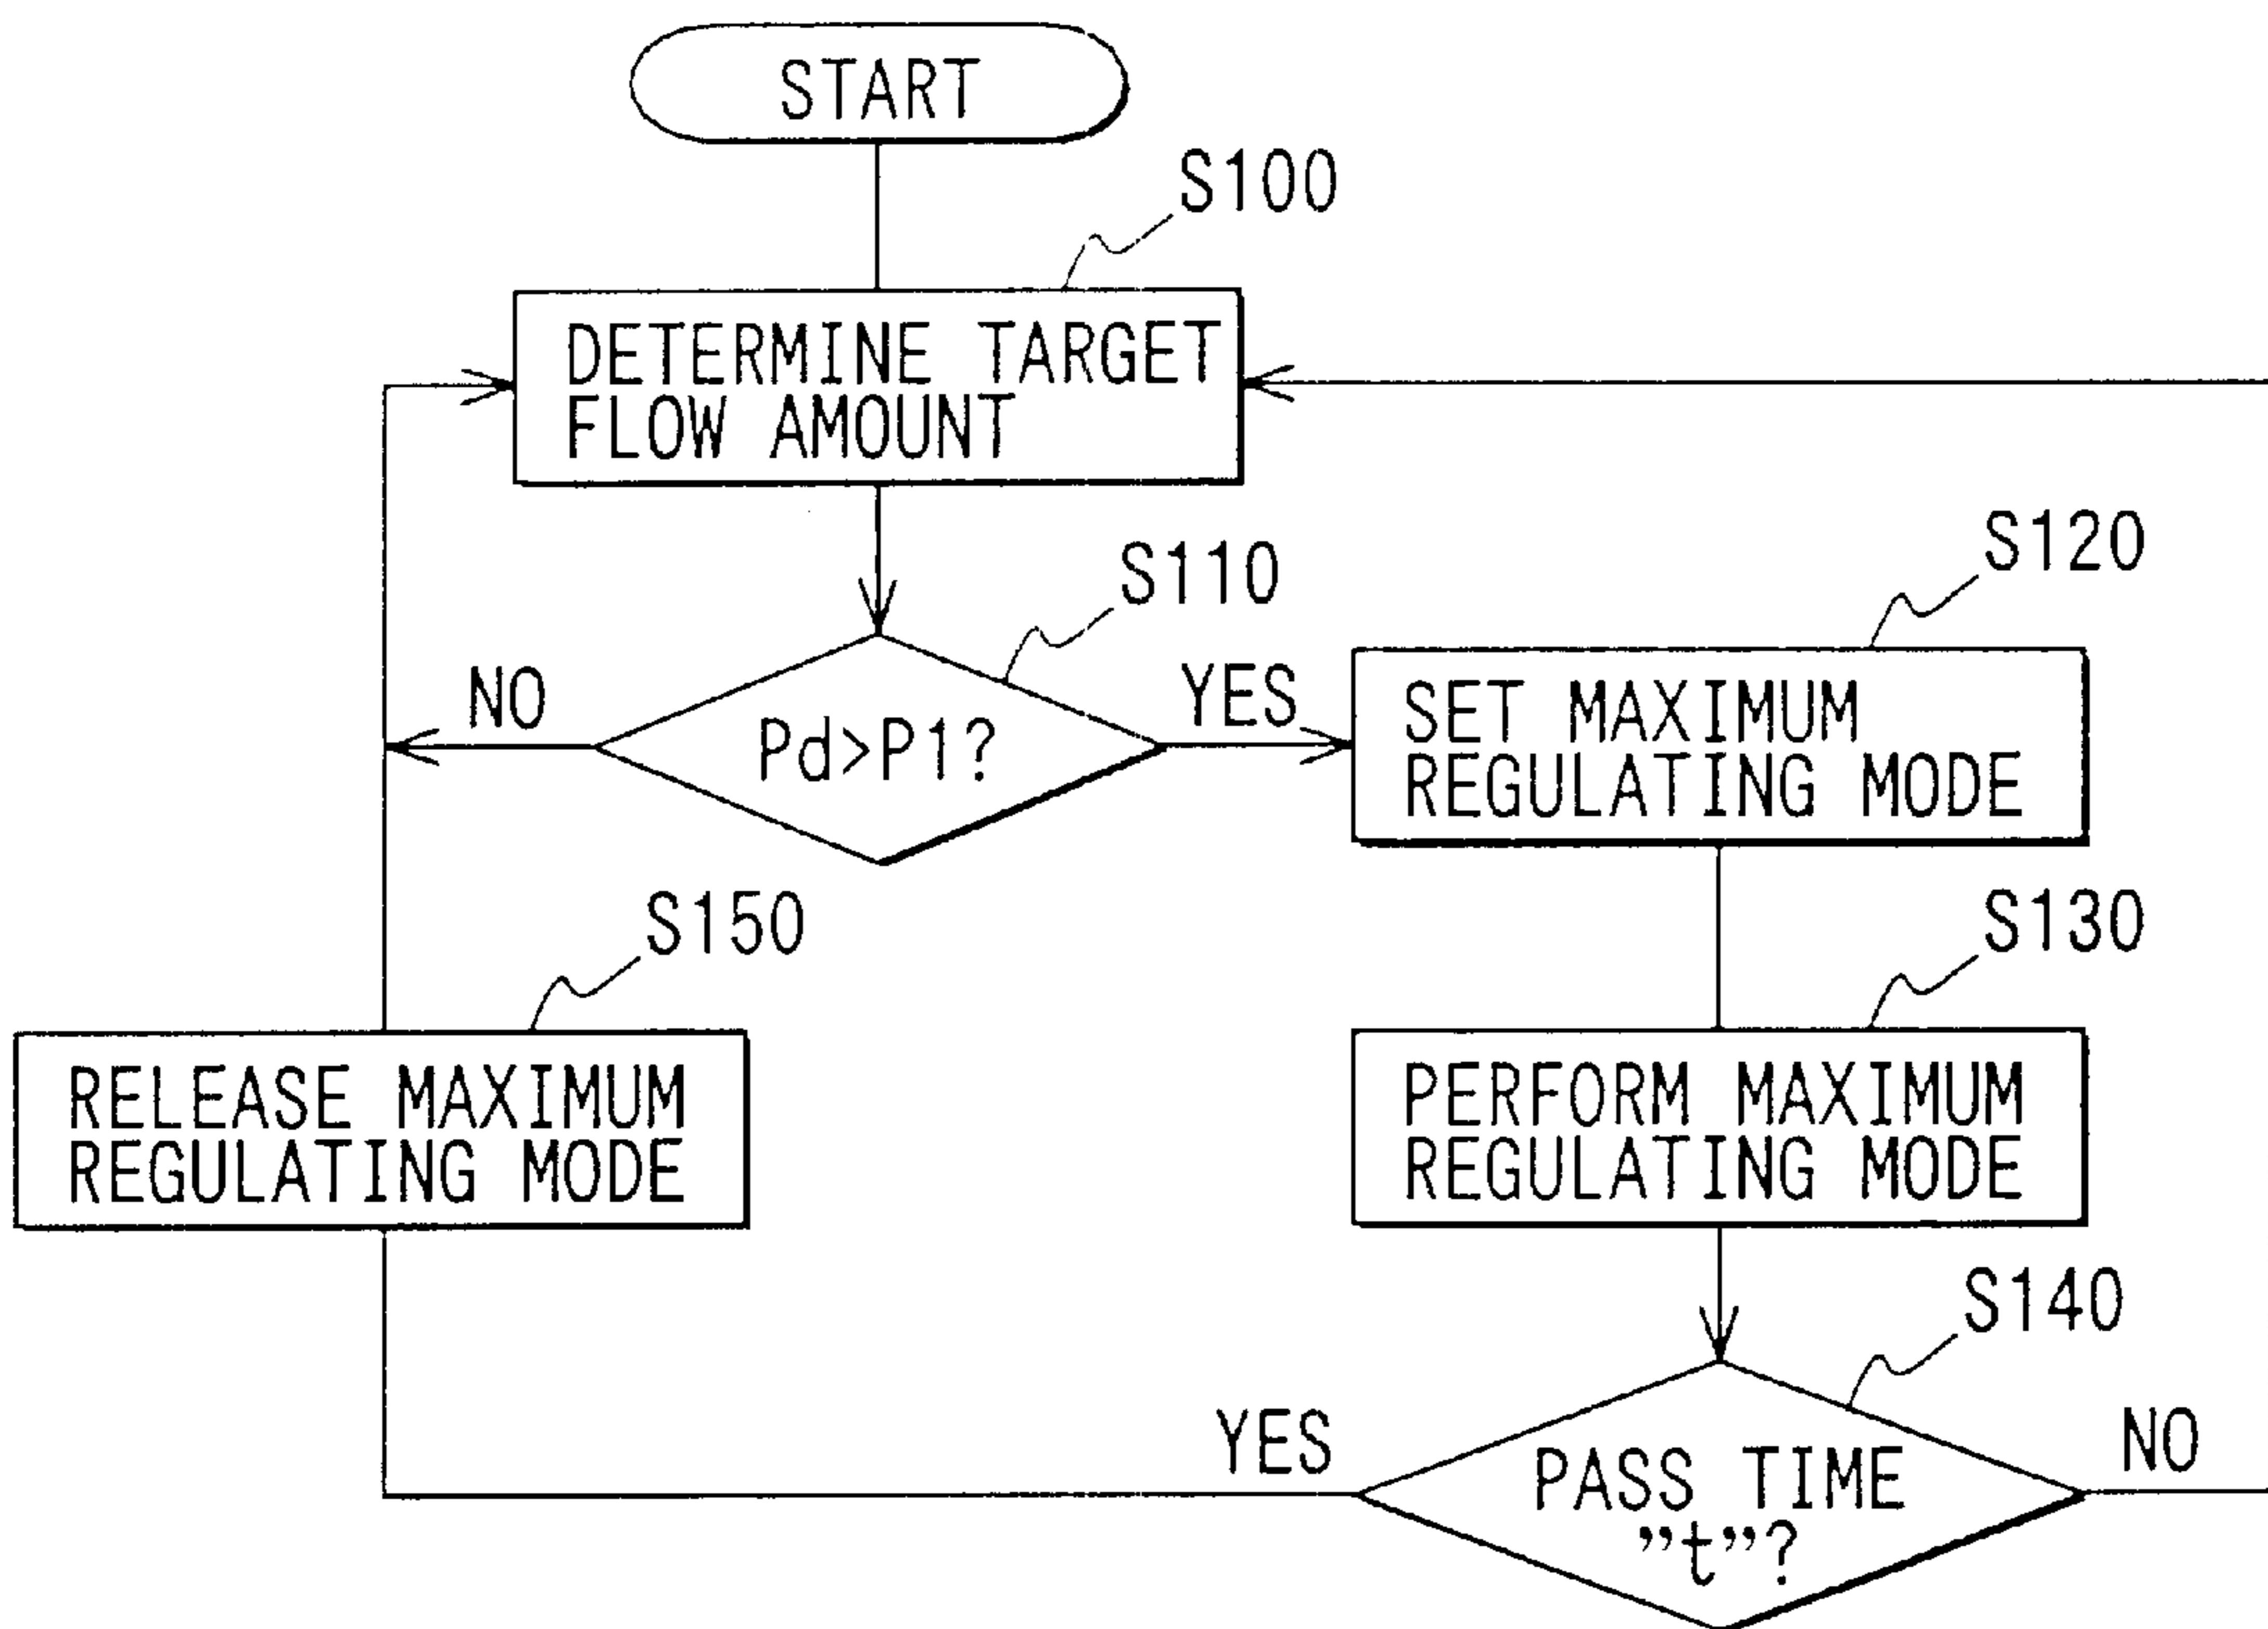 START
S100
DETERMINE TARGET
FLOW AMOUNT
S110
S120
NO
YES
Pd>P1?
SET MAXIMUM
REGULATING MODE
S150
S130
RELEASE MAXIMUM
REGULATING MODE
PERFORM MAXIMUM
REGULATING MODE
S140
YES
NO
PASS TIME
”t”?